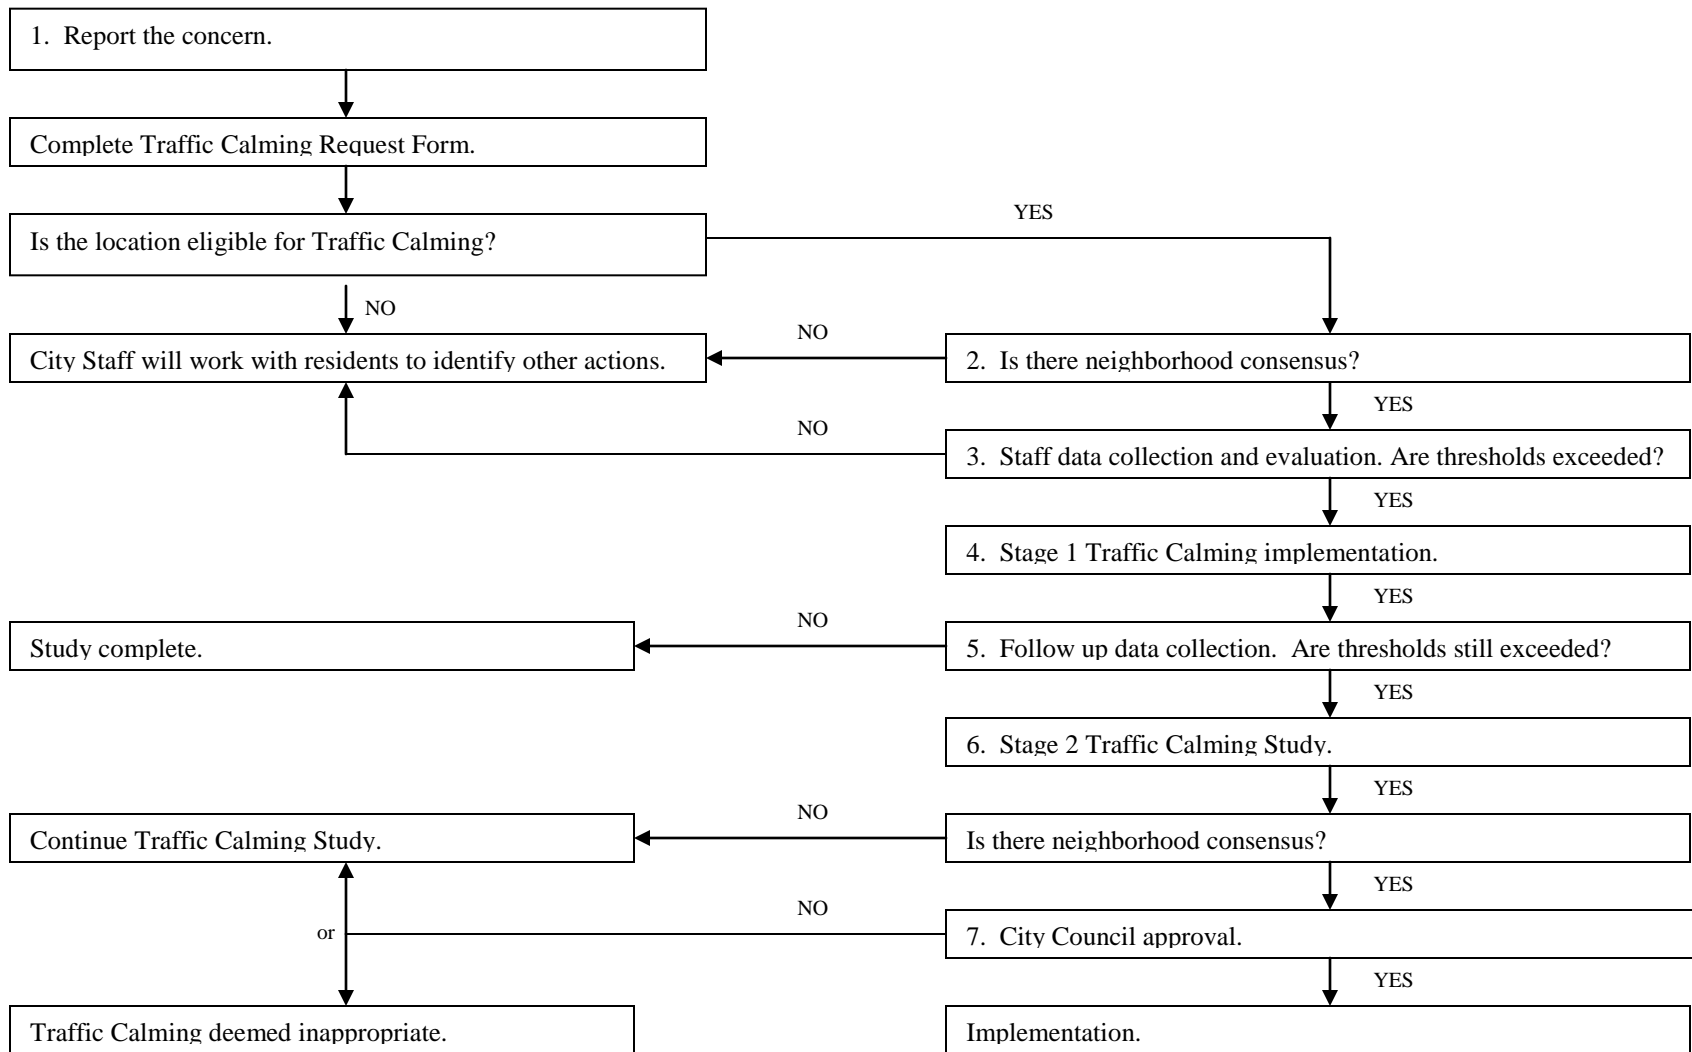 1. Report the concern.
Complete Traffic Calming Request Form.
Is the location eligible for Traffic Calming?
YES
NO
City Staff will work with residents to identify other actions.
NO
2. Is there neighborhood consensus?
YES
NO
3. Staff data collection and evaluation. Are thresholds exceeded?
YES
4. Stage 1 Traffic Calming implementation.
YES
Study complete.
NO
5. Follow up data collection. Are thresholds still exceeded?
YES
6. Stage 2 Traffic Calming Study.
YES
Continue Traffic Calming Study.
NO
Is there neighborhood consensus?
YES
NO
or
7. City Council approval.
YES
Traffic Calming deemed inappropriate.
Implementation.